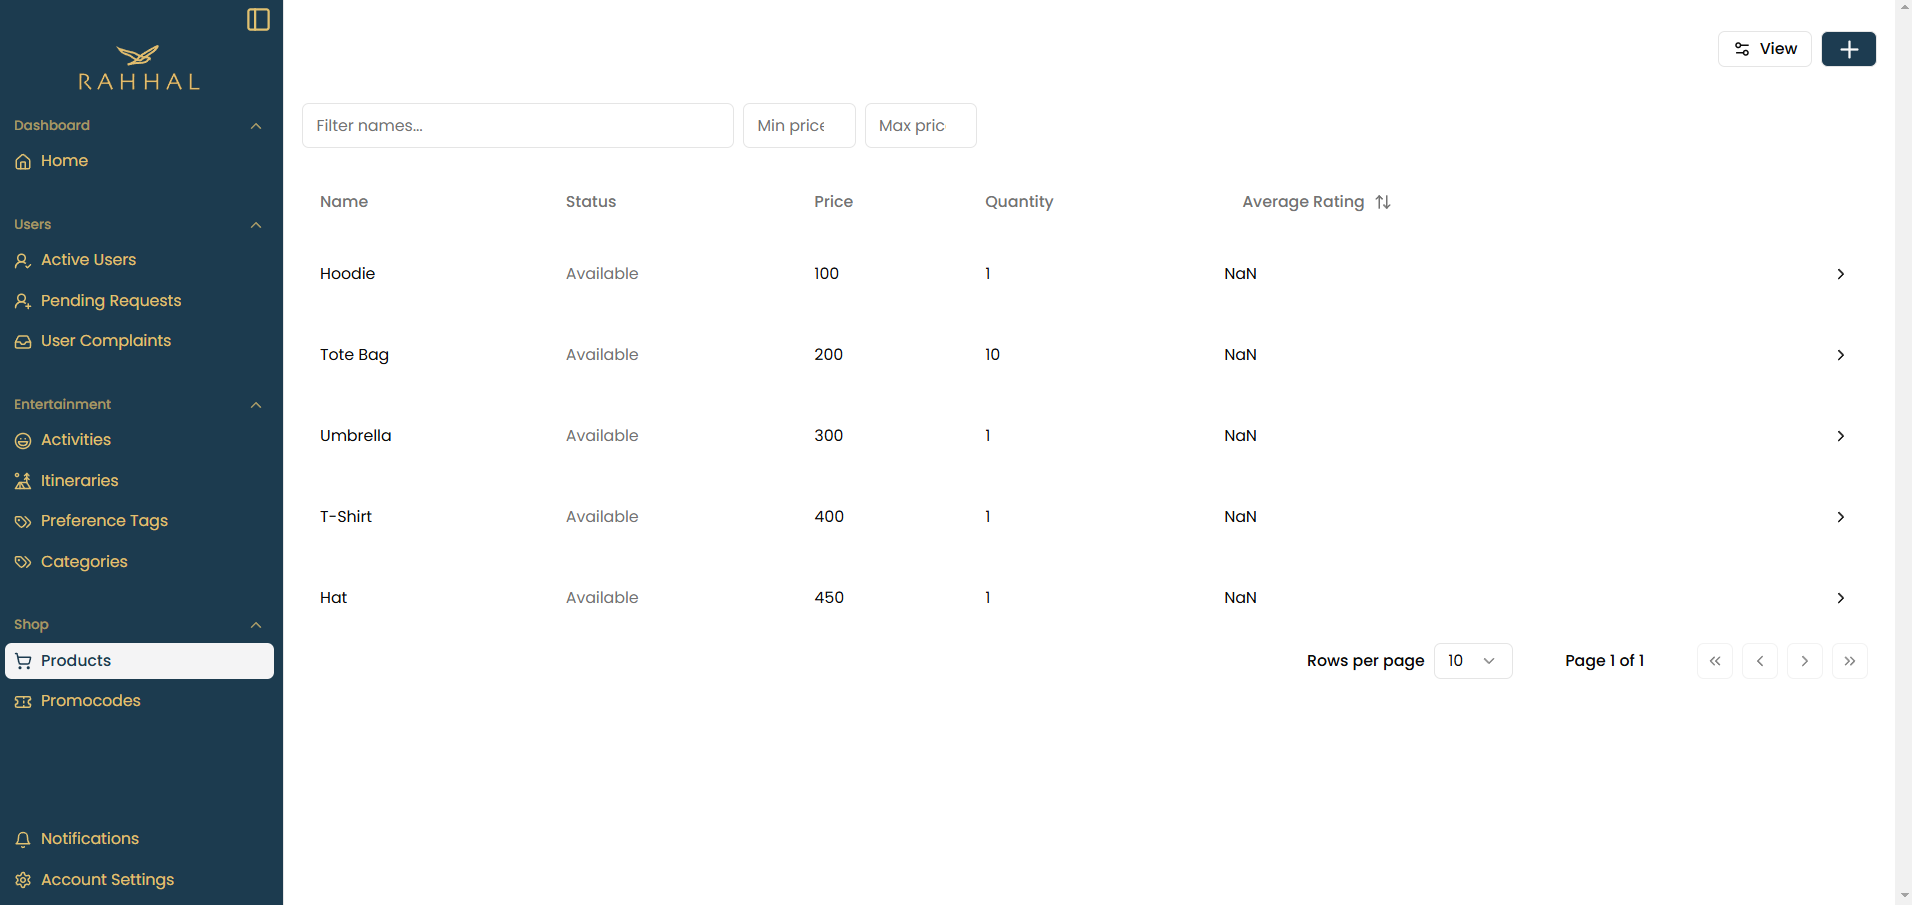 RAHHAL
Dashboard
Home
Users
Active Users
Pending Requests
User Complaints
Entertainment
Activities
Itineraries
Preference Tags
Categories
Shop
Products
Promocodes
Notifications
Account Settings
View
Filter names...
Min price
Max pric
Name Status Price Quantity Average Rating
Hoodie Available 100 1 NaN
Tote Bag Available 200 10 NaN
Umbrella Available 300 1 NaN
T-Shirt Available 400 1 NaN
Hat Available 450 1 NaN
Rows per page 10 Page 1 of 1